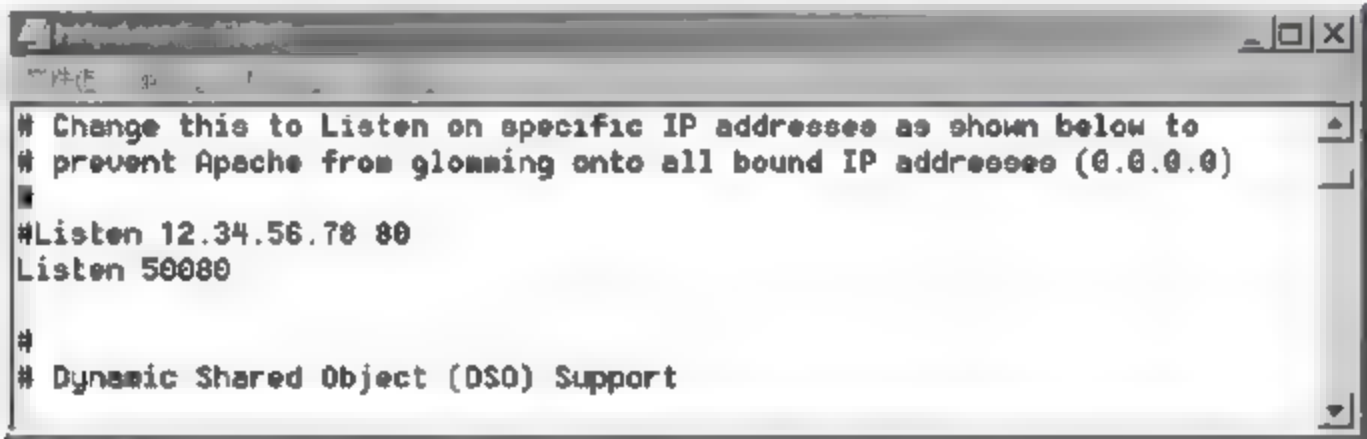 # Change this to Listen on specific IP addresses as shown below to
# prevent Apache from glomming onto all bound IP addresses (0.0.0.0)
#
#Listen 12.34.56.78 80
Listen 50080
#
# Dynamic Shared Object (DSO) Support